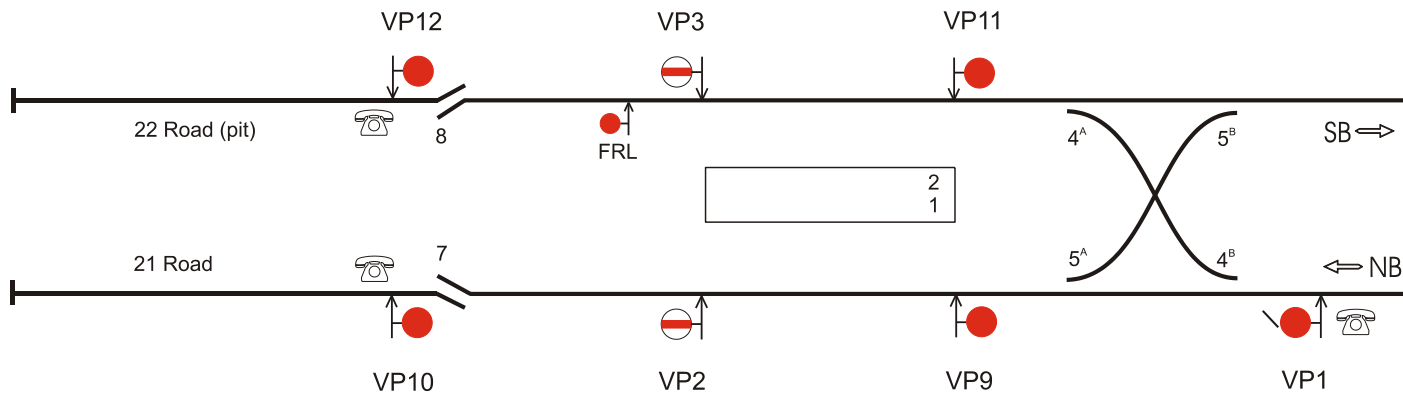 VP12
VP3
VP11
22 Road (pit)
8
FRL
4A
5B
SB
2
1
21 Road
7
5A
4B
NB
VP10
VP2
VP9
VP1